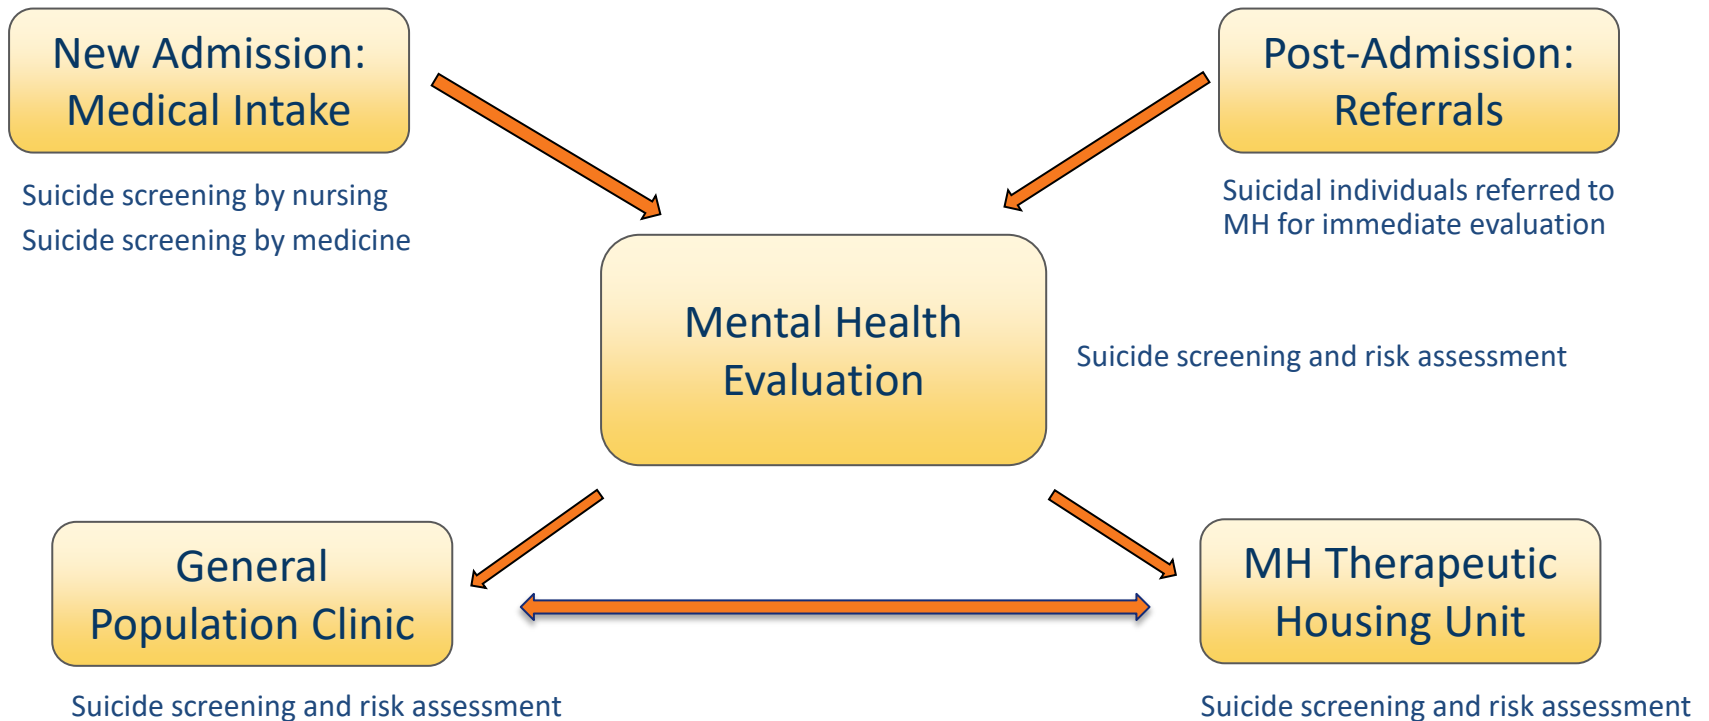 New Admission:
Medical Intake
Suicide screening by nursing
Suicide screening by medicine
Post-Admission:
Referrals
Suicidal individuals referred to
MH for immediate evaluation
Mental Health
Evaluation
Suicide screening and risk assessment
General
Population Clinic
Suicide screening and risk assessment
MH Therapeutic
Housing Unit
Suicide screening and risk assessment